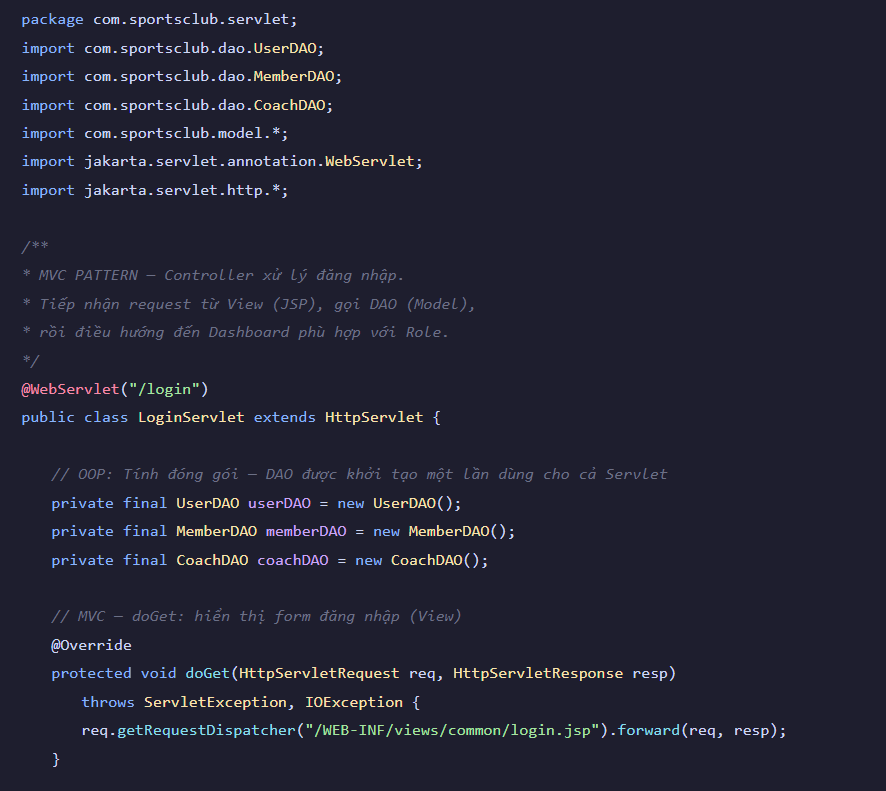 package com.sportsclub.servlet;
import com.sportsclub.dao.UserDAO;
import com.sportsclub.dao.MemberDAO;
import com.sportsclub.dao.CoachDAO;
import com.sportsclub.model.*;
import jakarta.servlet.annotation.WebServlet;
import jakarta.servlet.http.*;
/**
* MVC PATTERN — Controller xử lý đăng nhập.
* Tiếp nhận request từ View (JSP), gọi DAO (Model),
* rồi điều hướng đến Dashboard phù hợp với Role.
*/
@WebServlet("/login")
public class LoginServlet extends HttpServlet {
// OOP: Tính đóng gói — DAO được khởi tạo một lần dùng cho cả Servlet
private final UserDAO userDAO = new UserDAO();
private final MemberDAO memberDAO = new MemberDAO();
private final CoachDAO coachDAO = new CoachDAO();
// MVC — doGet: hiển thị form đăng nhập (View)
@Override
protected void doGet(HttpServletRequest req, HttpServletResponse resp)
throws ServletException, IOException {
req.getRequestDispatcher("/WEB-INF/views/common/login.jsp").forward(req, resp);
}